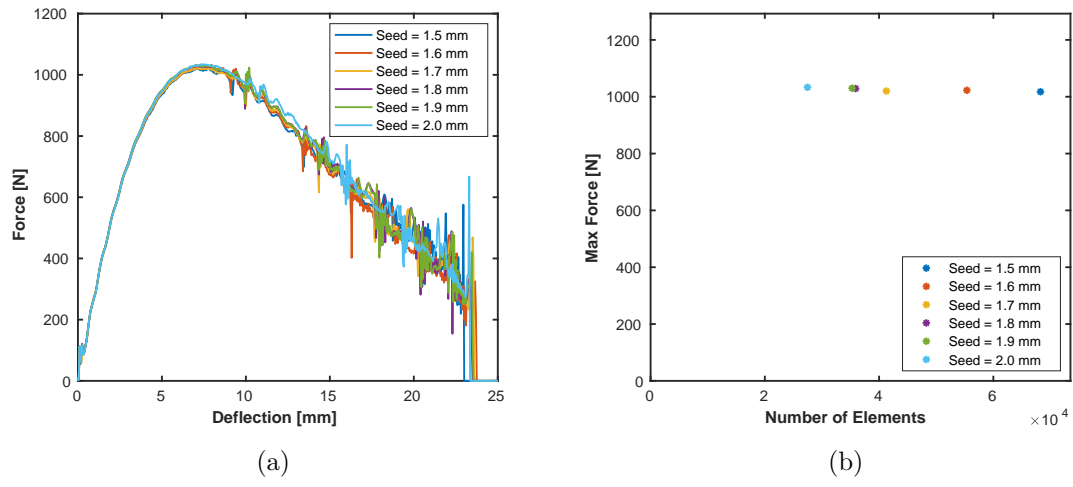 1200
1000
800
600
400
200
0
Force [N]
0 5 10 15 20 25
Deflection [mm]
Seed = 1.5 mm
Seed = 1.6 mm
Seed = 1.7 mm
Seed = 1.8 mm
Seed = 1.9 mm
Seed = 2.0 mm
(a)
1200
1000
800
600
400
200
0
Max Force [N]
0 2 4 6
× 10^4
Number of Elements
Seed = 1.5 mm
Seed = 1.6 mm
Seed = 1.7 mm
Seed = 1.8 mm
Seed = 1.9 mm
Seed = 2.0 mm
(b)